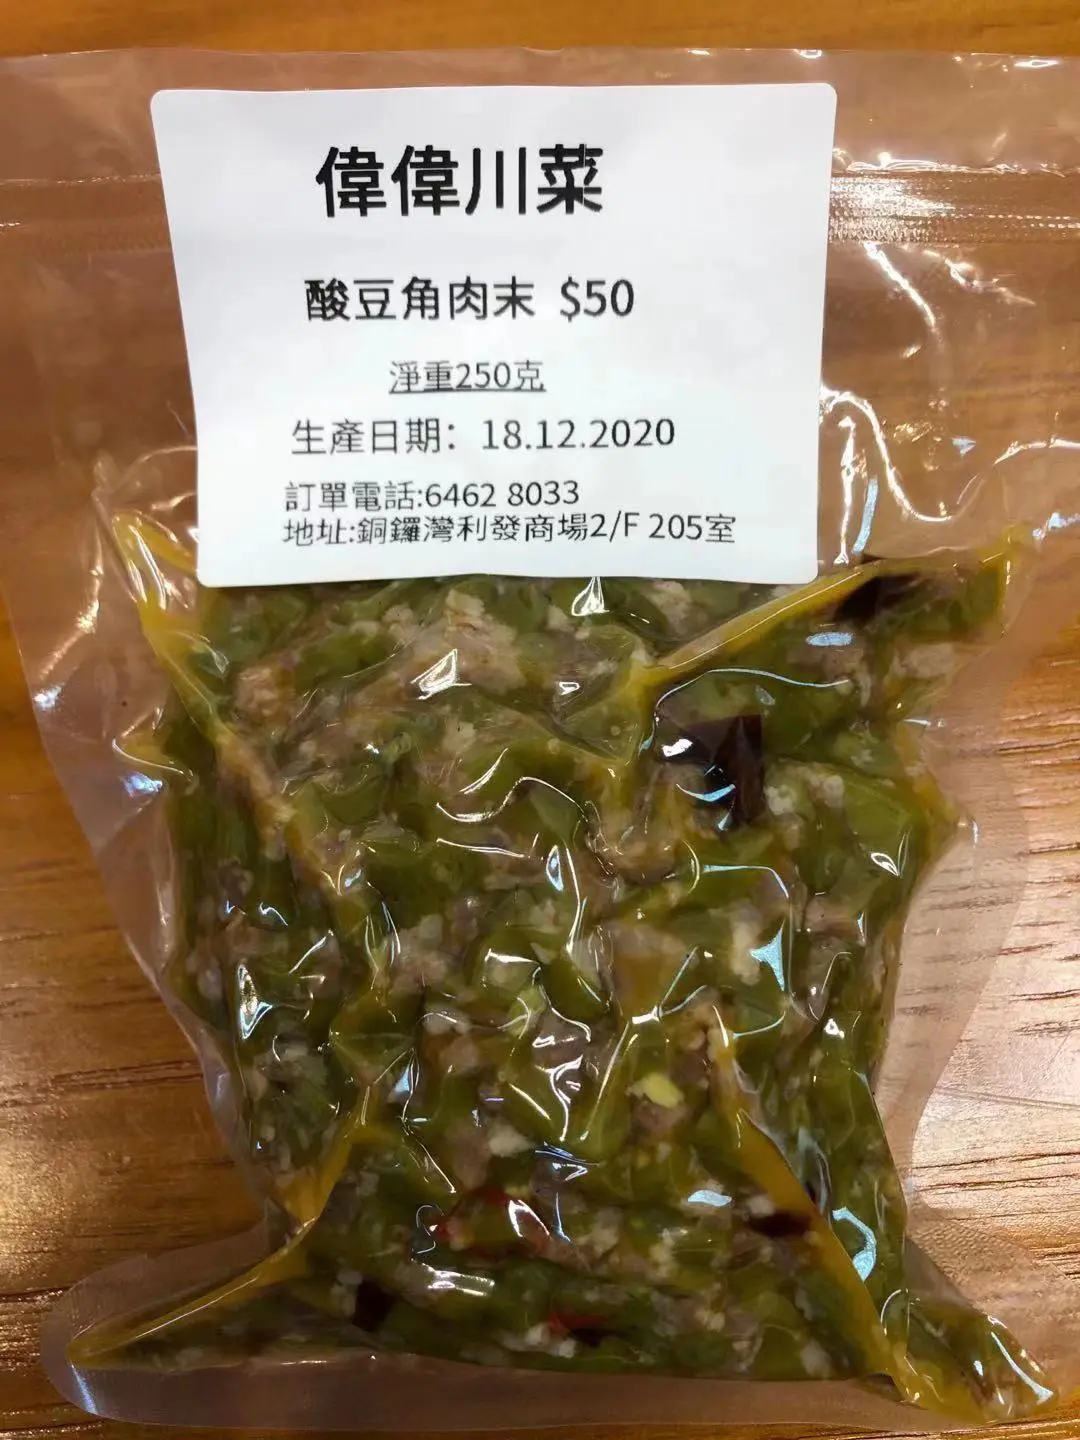 偉偉川菜
酸豆角肉末 $50
淨重250克
生產日期：18.12.2020
訂單電話:6462 8033
地址:銅鑼灣利發商場2/F 205室